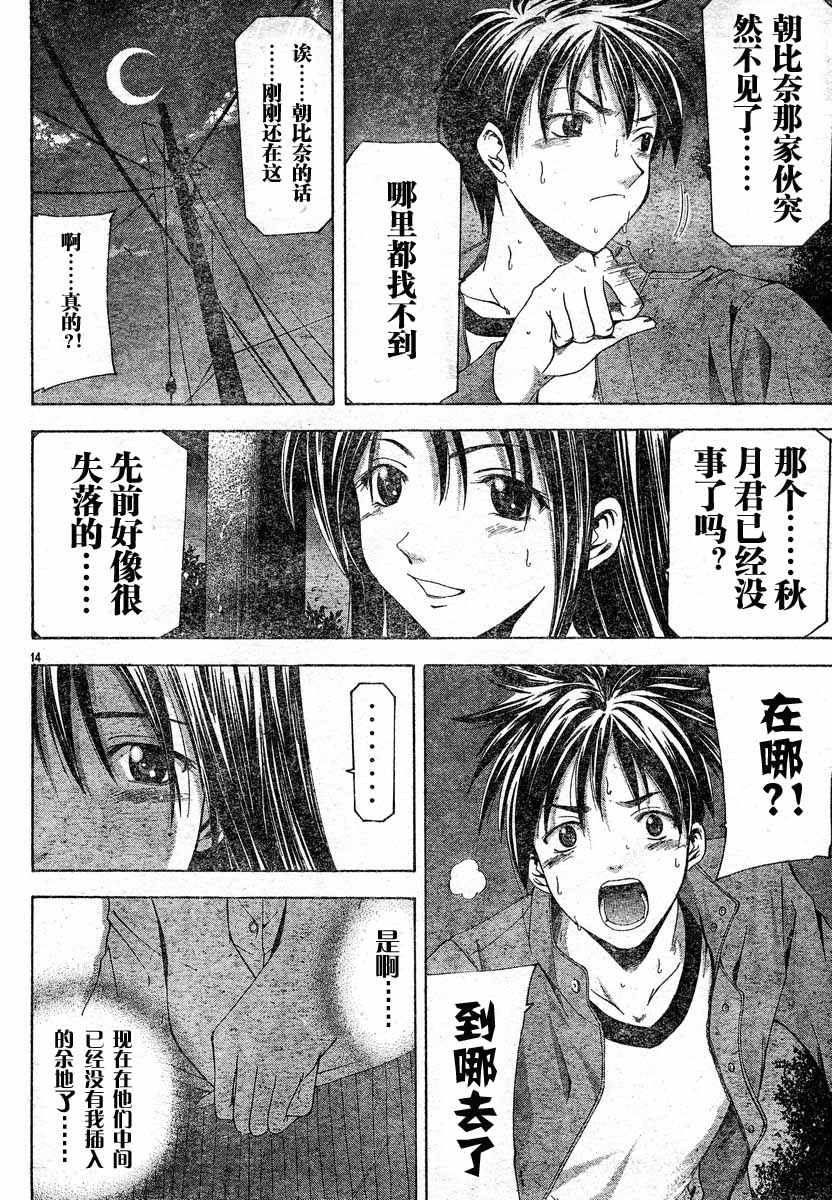 朝比奈那家伙突
然不见了……
哪里都找不到
诶……朝比奈的话
……刚刚还在这
啊……真的?!
那个……秋
月君已经没
事了吗?
先前好像很
失落的……
在哪?!
到哪去了
……
是啊……
现在在他们中间
已经没有我插入
的余地了……
14